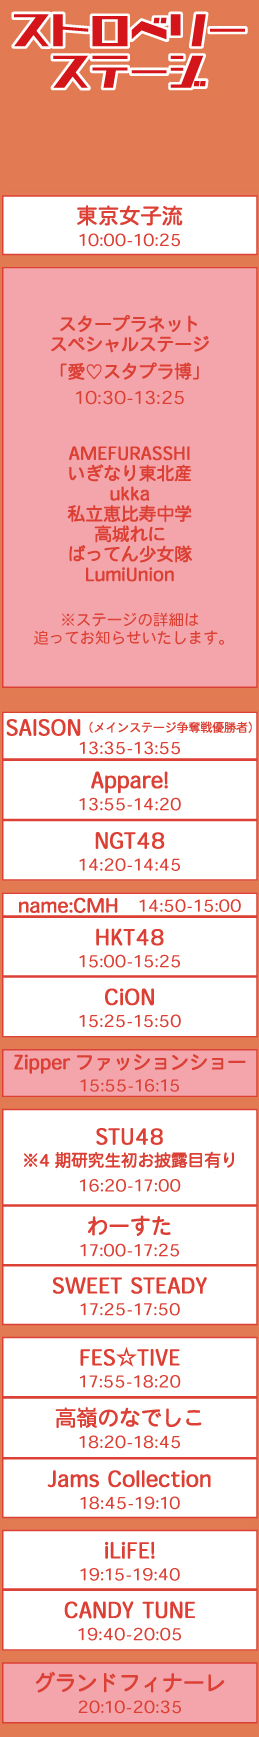 ストロベリー
ステージ
東京女子流
10:00-10:25
スタープラネット
スペシャルステージ
「愛♡スタプラ博」
10:30-13:25
AMEFURASSHI
いぎなり東北産
ukka
私立恵比寿中学
高城れに
ばってん少女隊
LumiUnion
※ステージの詳細は
追ってお知らせいたします。
SAISON（メインステージ争奪戦優勝者）
13:35-13:55
Appare!
13:55-14:20
NGT48
14:20-14:45
name:CMH 14:50-15:00
HKT48
15:00-15:25
CiON
15:25-15:50
Zipper ファッションショー
15:55-16:15
STU48
※4 期研究生初お披露目有り
16:20-17:00
わーすた
17:00-17:25
SWEET STEADY
17:25-17:50
FES☆TIVE
17:55-18:20
高嶺のなでしこ
18:20-18:45
Jams Collection
18:45-19:10
iLiFE!
19:15-19:40
CANDY TUNE
19:40-20:05
グランドフィナーレ
20:10-20:35